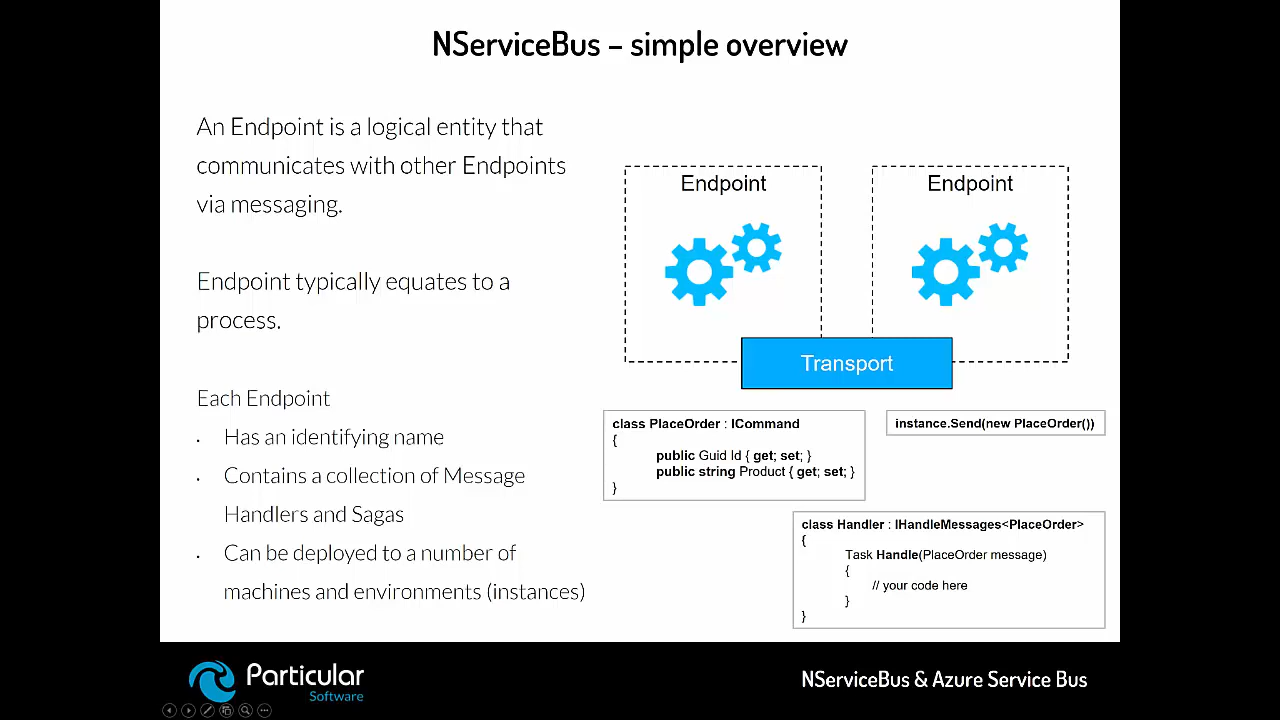 NServiceBus – simple overview
An Endpoint is a logical entity that
communicates with other Endpoints
via messaging.
Endpoint typically equates to a
process.
Each Endpoint
• Has an identifying name
• Contains a collection of Message
Handlers and Sagas
• Can be deployed to a number of
machines and environments (instances)
Endpoint
Endpoint
Transport
class PlaceOrder : ICommand
{
public Guid Id { get; set; }
public string Product { get; set; }
}
instance.Send(new PlaceOrder())
class Handler : IHandleMessages<PlaceOrder>
{
Task Handle(PlaceOrder message)
{
// your code here
}
}
Particular
Software
NServiceBus & Azure Service Bus